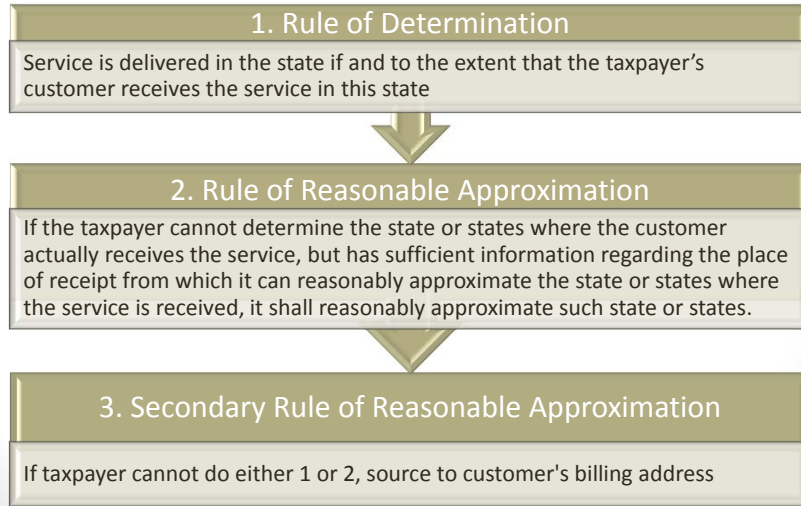 1. Rule of Determination
Service is delivered in the state if and to the extent that the taxpayer’s
customer receives the service in this state
2. Rule of Reasonable Approximation
If the taxpayer cannot determine the state or states where the customer
actually receives the service, but has sufficient information regarding the place
of receipt from which it can reasonably approximate the state or states where
the service is received, it shall reasonably approximate such state or states.
3. Secondary Rule of Reasonable Approximation
If taxpayer cannot do either 1 or 2, source to customer's billing address